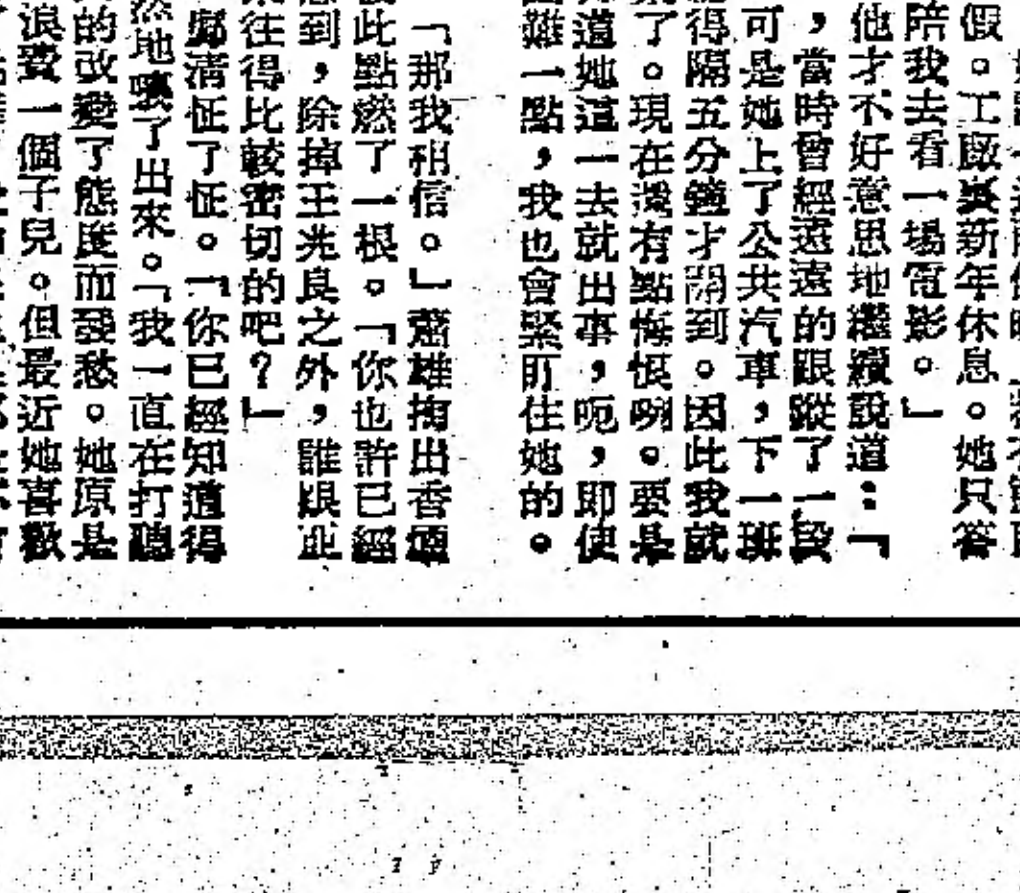 假。工廠裏新年休息。她只答
陪我去看一場電影。」
他才不好意思地繼續說道：「
，當時曾經遠遠的跟蹤了一段
可是她上了公共汽車，下一班
得隔五分鐘才開到。因此我就
了。現在還有點悔恨咧。要是
道她這一去就出事，呃，即使
雄一點，我也會緊盯住她的。
「那我相信。」蕭雄掏出香煙
此點燃了一根。「你也許已經
到，除掉王兆良之外，誰跟
來往得比較密切的吧？」
鄺清怔了怔。「你已經知道得
然地嚷了出來。「我一直在打聽
的改變了態度而發愁。她原是
浪費一個子兒。但最近她喜歡